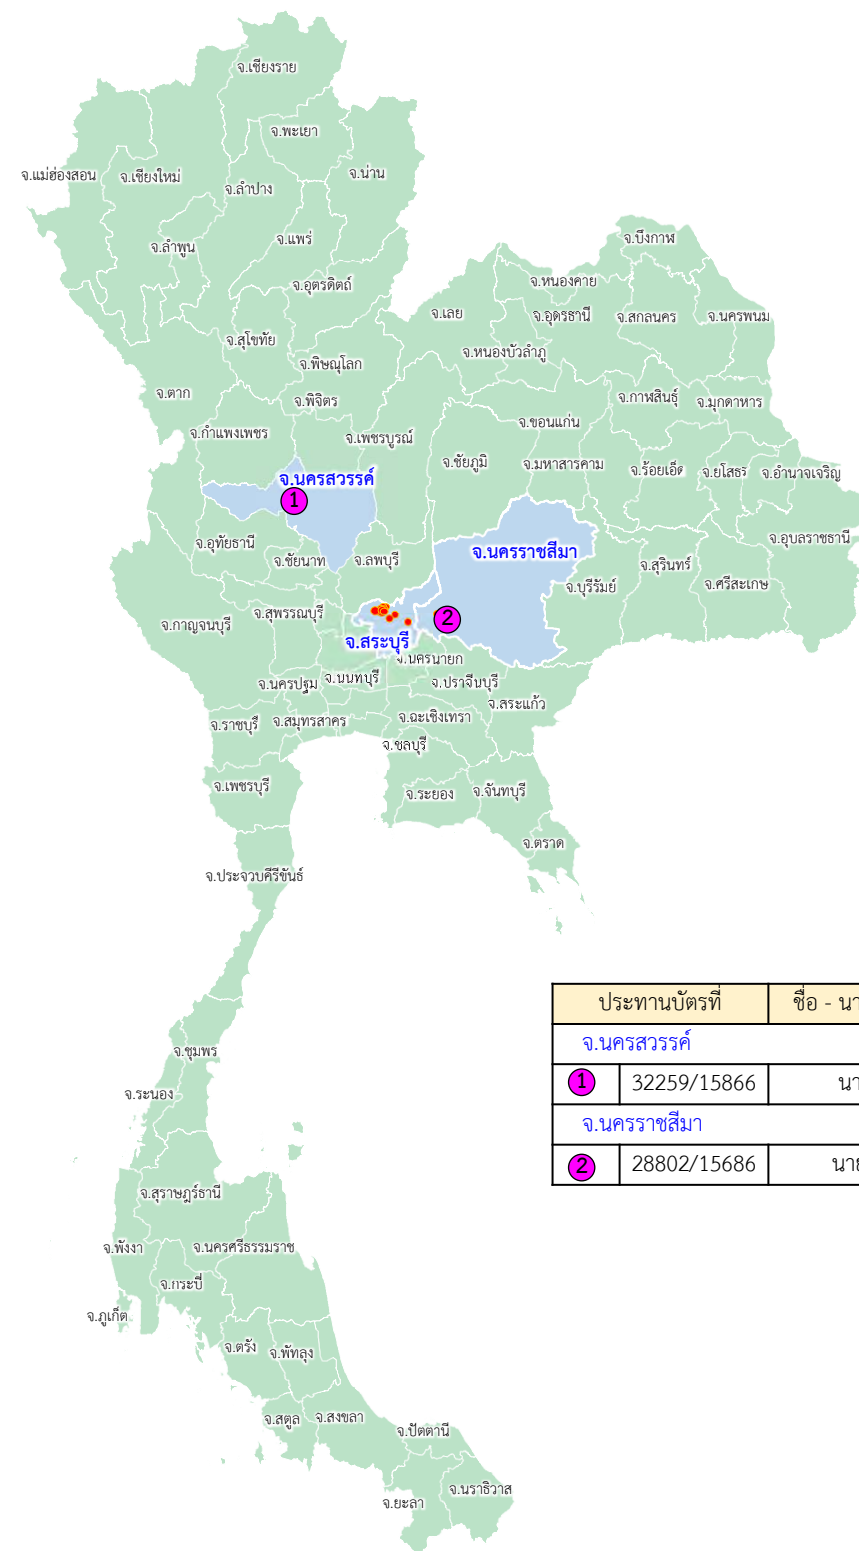 จ.เชียงราย
จ.พะเยา
จ.น่าน
จ.แม่ฮ่องสอน
จ.เชียงใหม่
จ.ลำปาง
จ.แพร่
จ.ลำพูน
จ.บึงกาฬ
จ.หนองคาย
จ.อุตรดิตถ์
จ.เลย
จ.อุดรธานี
จ.สกลนคร
จ.นครพนม
จ.สุโขทัย
จ.หนองบัวลำภู
จ.พิษณุโลก
จ.ตาก
จ.พิจิตร
จ.กาฬสินธุ์
จ.มุกดาหาร
จ.ขอนแก่น
จ.กำแพงเพชร
จ.เพชรบูรณ์
จ.ชัยภูมิ
จ.มหาสารคาม
จ.ร้อยเอ็ด
จ.ยโสธร
จ.อำนาจเจริญ
จ.นครสวรรค์
1
จ.อุบลราชธานี
จ.อุทัยธานี
จ.ชัยนาท
จ.ลพบุรี
จ.นครราชสีมา
จ.สุรินทร์
จ.บุรีรัมย์
จ.ศรีสะเกษ
จ.สุพรรณบุรี
จ.กาญจนบุรี
2
จ.สระบุรี
จ.นครนายก
จ.นครปฐม
จ.นนทบุรี
จ.ปราจีนบุรี
จ.สระแก้ว
จ.ราชบุรี
จ.สมุทรสาคร
จ.ฉะเชิงเทรา
จ.ชลบุรี
จ.เพชรบุรี
จ.ระยอง
จ.จันทบุรี
จ.ตราด
จ.ประจวบคีรีขันธ์
จ.ชุมพร
จ.ระนอง
จ.สุราษฎร์ธานี
จ.พังงา
จ.นครศรีธรรมราช
จ.กระบี่
จ.ภูเก็ต
จ.ตรัง
จ.พัทลุง
จ.สตูล
จ.สงขลา
จ.ปัตตานี
จ.ยะลา
จ.นราธิวาส
ประทานบัตรที่ ชื่อ - นา
จ.นครสวรรค์
1 32259/15866 นา
จ.นครราชสีมา
2 28802/15686 นาย